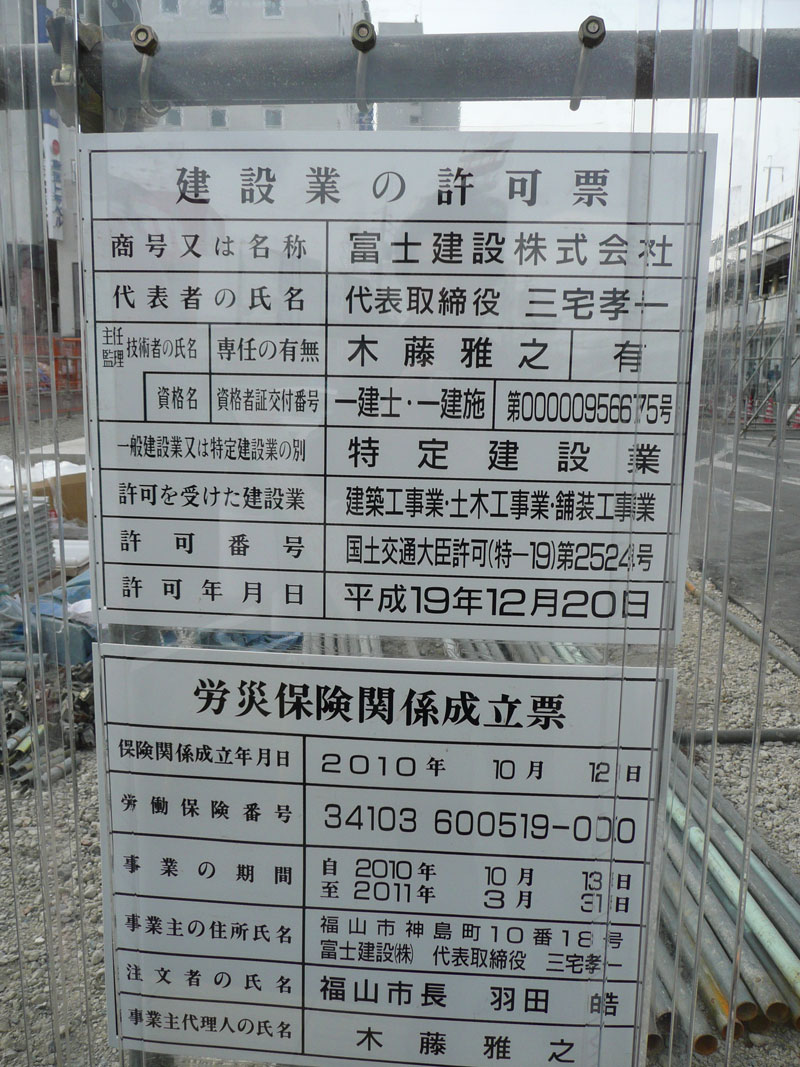 建設業の許可票
商号又は名称 富士建設株式会社
代表者の氏名 代表取締役 三宅孝一
主任 監理 技術者の氏名 専任の有無 木藤雅之 有
資格名 資格者証交付番号 一建士・一建施 第00000956675号
一般建設業又は特定建設業の別 特定建設業
許可を受けた建設業 建築工事業・土木工事業・舗装工事業
許可番号 国土交通大臣許可(特-19)第2524号
許可年月日 平成19年12月20日
労災保険関係成立票
保険関係成立年月日 2010年 10月 12日
労働保険番号 34103 600519-000
事業の期間 自 2010年 10月 13日
至 2011年 3月 31日
事業主の住所氏名 福山市神島町10番18号
富士建設㈱ 代表取締役 三宅孝一
注文者の氏名 福山市長 羽田 皓
事業主代理人の氏名 木藤雅之